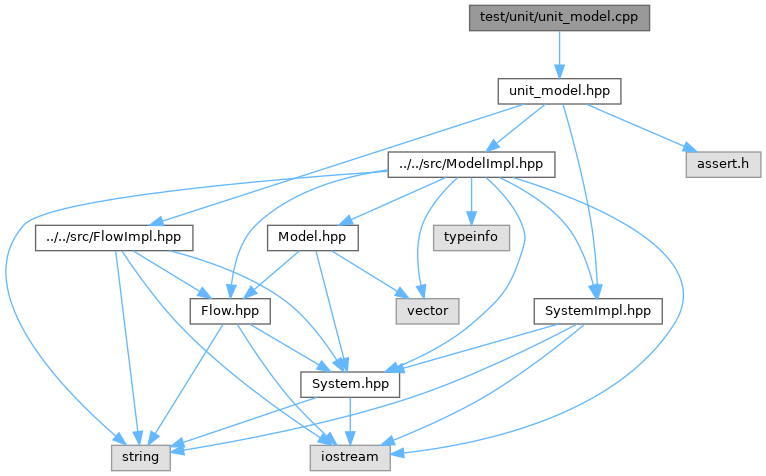 test/unit/unit_model.cpp
unit_model.hpp
../../src/ModelImpl.hpp
assert.h
../../src/FlowImpl.hpp
Model.hpp
typeinfo
Flow.hpp
vector
SystemImpl.hpp
System.hpp
string
iostream